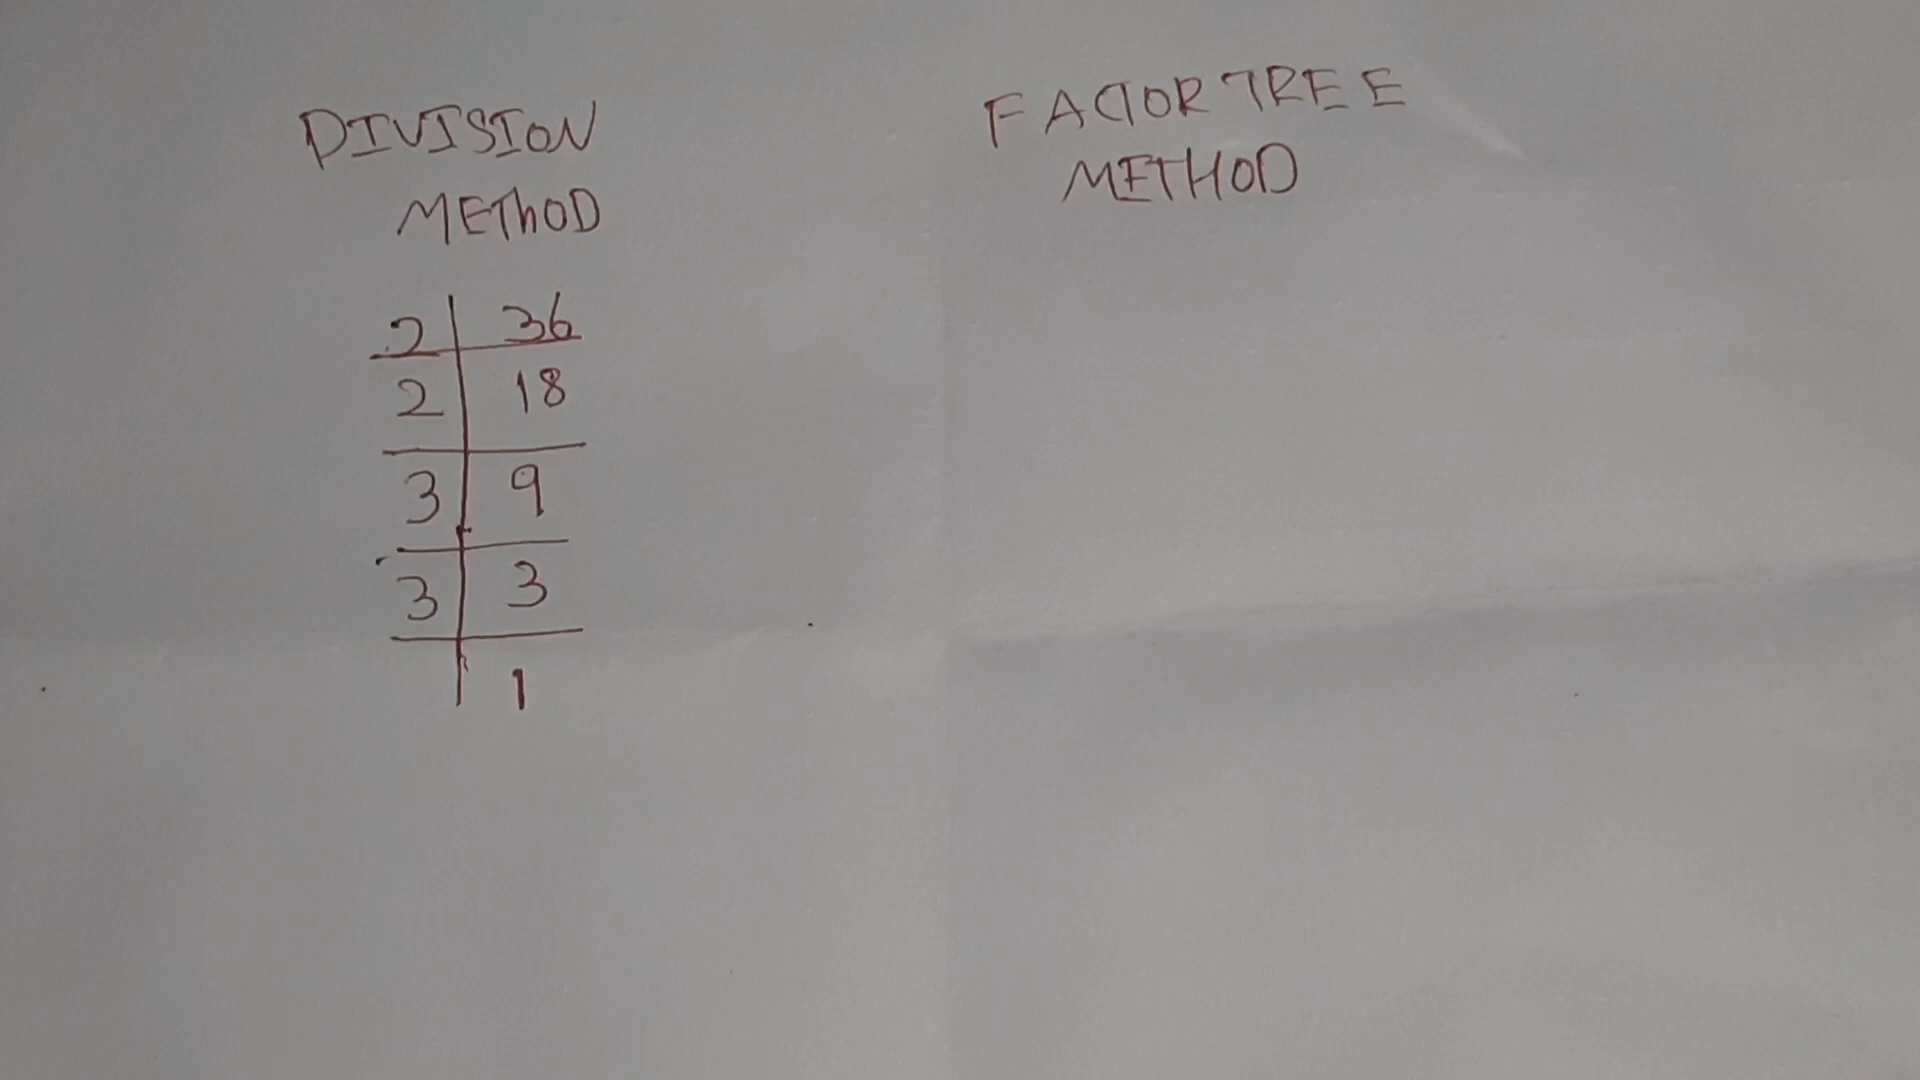 DIVISION
METhOD
FACTOR TREE
METHOD
2 36
2 18
3 9
3 3
1